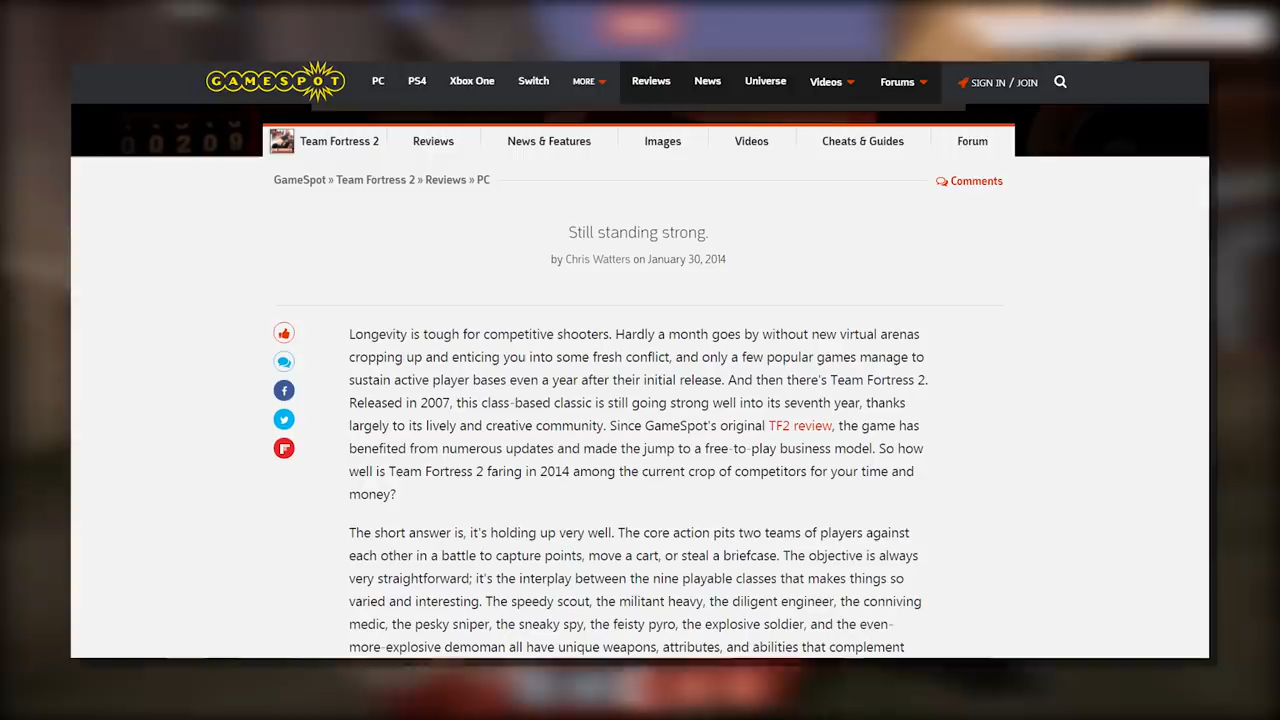 GAMESPOT PC PS4 Xbox One Switch MORE Reviews News Universe Videos Forums SIGN IN / JOIN
00209
Team Fortress 2 Reviews News & Features Images Videos Cheats & Guides Forum
GameSpot » Team Fortress 2 » Reviews » PC
Comments
Still standing strong.
by Chris Watters on January 30, 2014
Longevity is tough for competitive shooters. Hardly a month goes by without new virtual arenas
cropping up and enticing you into some fresh conflict, and only a few popular games manage to
sustain active player bases even a year after their initial release. And then there's Team Fortress 2.
Released in 2007, this class-based classic is still going strong well into its seventh year, thanks
largely to its lively and creative community. Since GameSpot's original TF2 review, the game has
benefited from numerous updates and made the jump to a free-to-play business model. So how
well is Team Fortress 2 faring in 2014 among the current crop of competitors for your time and
money?
The short answer is, it's holding up very well. The core action pits two teams of players against
each other in a battle to capture points, move a cart, or steal a briefcase. The objective is always
very straightforward; it's the interplay between the nine playable classes that makes things so
varied and interesting. The speedy scout, the militant heavy, the diligent engineer, the conniving
medic, the pesky sniper, the sneaky spy, the feisty pyro, the explosive soldier, and the even-
more-explosive demoman all have unique weapons, attributes, and abilities that complement